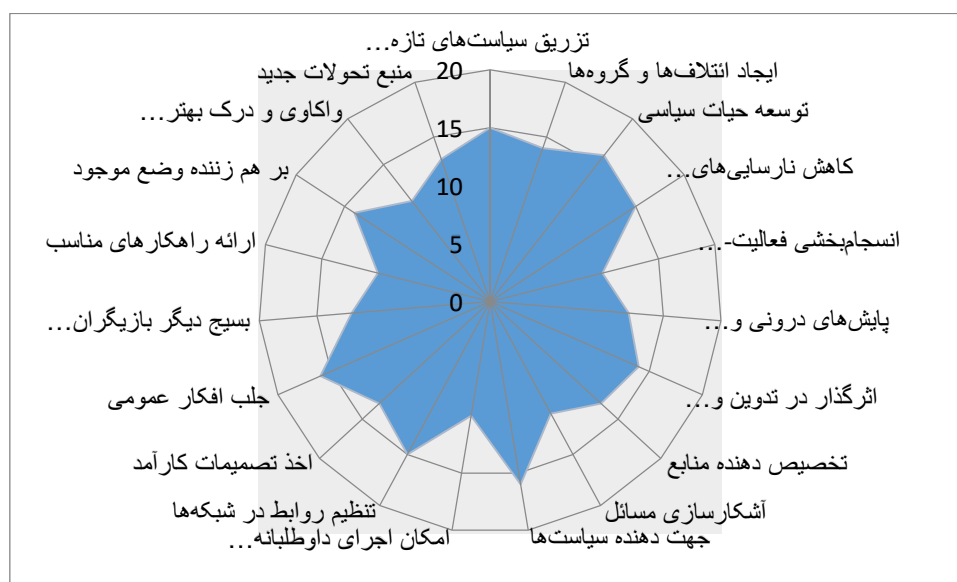 تزریق سیاست‌های تازه...
ایجاد ائتلاف‌ها و گروه‌ها
توسعه حیات سیاسی
کاهش نارسایی‌های...
انسجام‌بخشی فعالیت-...
پایش‌های درونی و...
اثرگذار در تدوین و...
تخصیص دهنده منابع
آشکارسازی مسائل
جهت دهنده سیاست‌ها
امکان اجرای داوطلبانه...
تنظیم روابط در شبکه‌ها
اخذ تصمیمات کارآمد
جلب افکار عمومی
بسیج دیگر بازیگران...
ارائه راهکارهای مناسب
بر هم زننده وضع موجود
واکاوی و درک بهتر...
منبع تحولات جدید
20
15
10
5
0